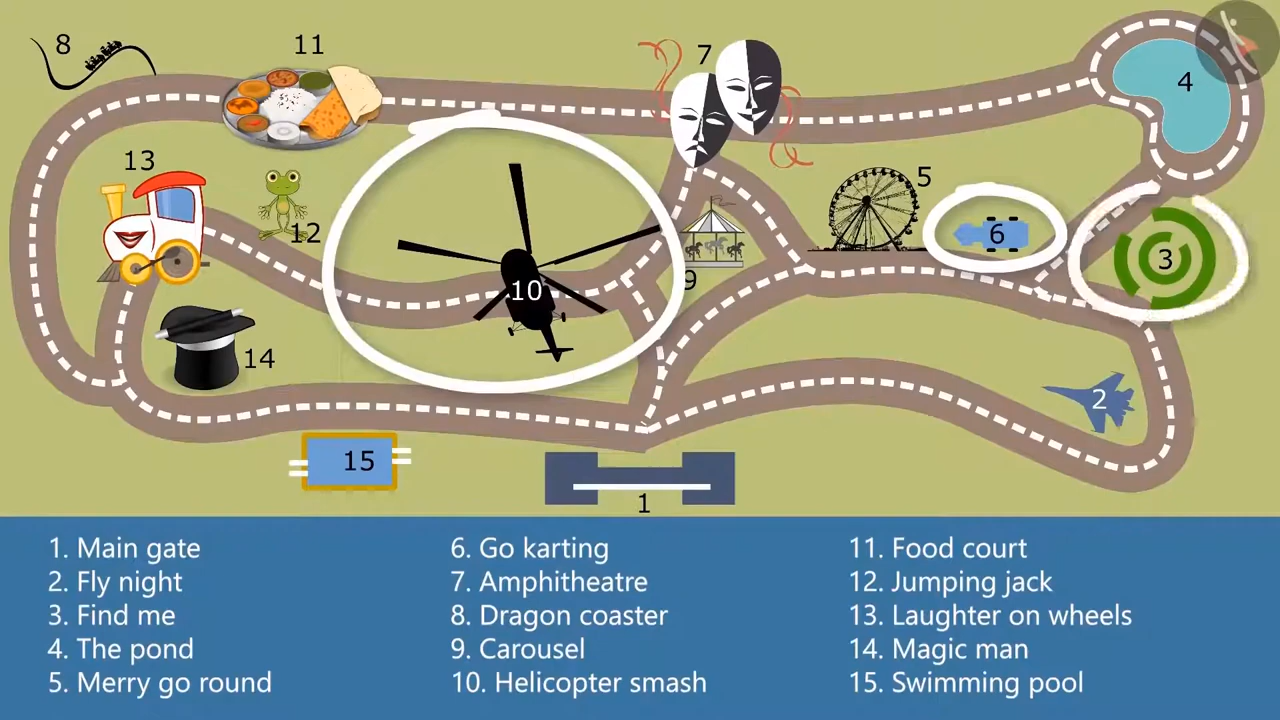 8
11
7
4
13
5
12
6
3
9
10
14
2
15
1
1. Main gate
2. Fly night
3. Find me
4. The pond
5. Merry go round
6. Go karting
7. Amphitheatre
8. Dragon coaster
9. Carousel
10. Helicopter smash
11. Food court
12. Jumping jack
13. Laughter on wheels
14. Magic man
15. Swimming pool